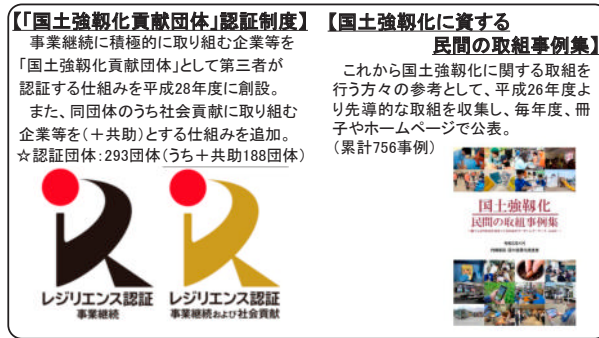 【「国土強靱化貢献団体」認証制度】
事業継続に積極的に取り組む企業等を
「国土強靱化貢献団体」として第三者が
認証する仕組みを平成28年度に創設。
また、同団体のうち社会貢献に取り組む
企業等を(+共助)とする仕組みを追加。
☆認証団体:293団体(うち+共助188団体)
レジリエンス認証
事業継続
レジリエンス認証
事業継続および社会貢献
【国土強靱化に資する
民間の取組事例集】
これから国土強靱化に関する取組を
行う方々の参考として、平成26年度よ
り先導的な取組を収集し、毎年度、冊
子やホームページで公表。
(累計756事例)
国土強靱化
民間の取組事例集